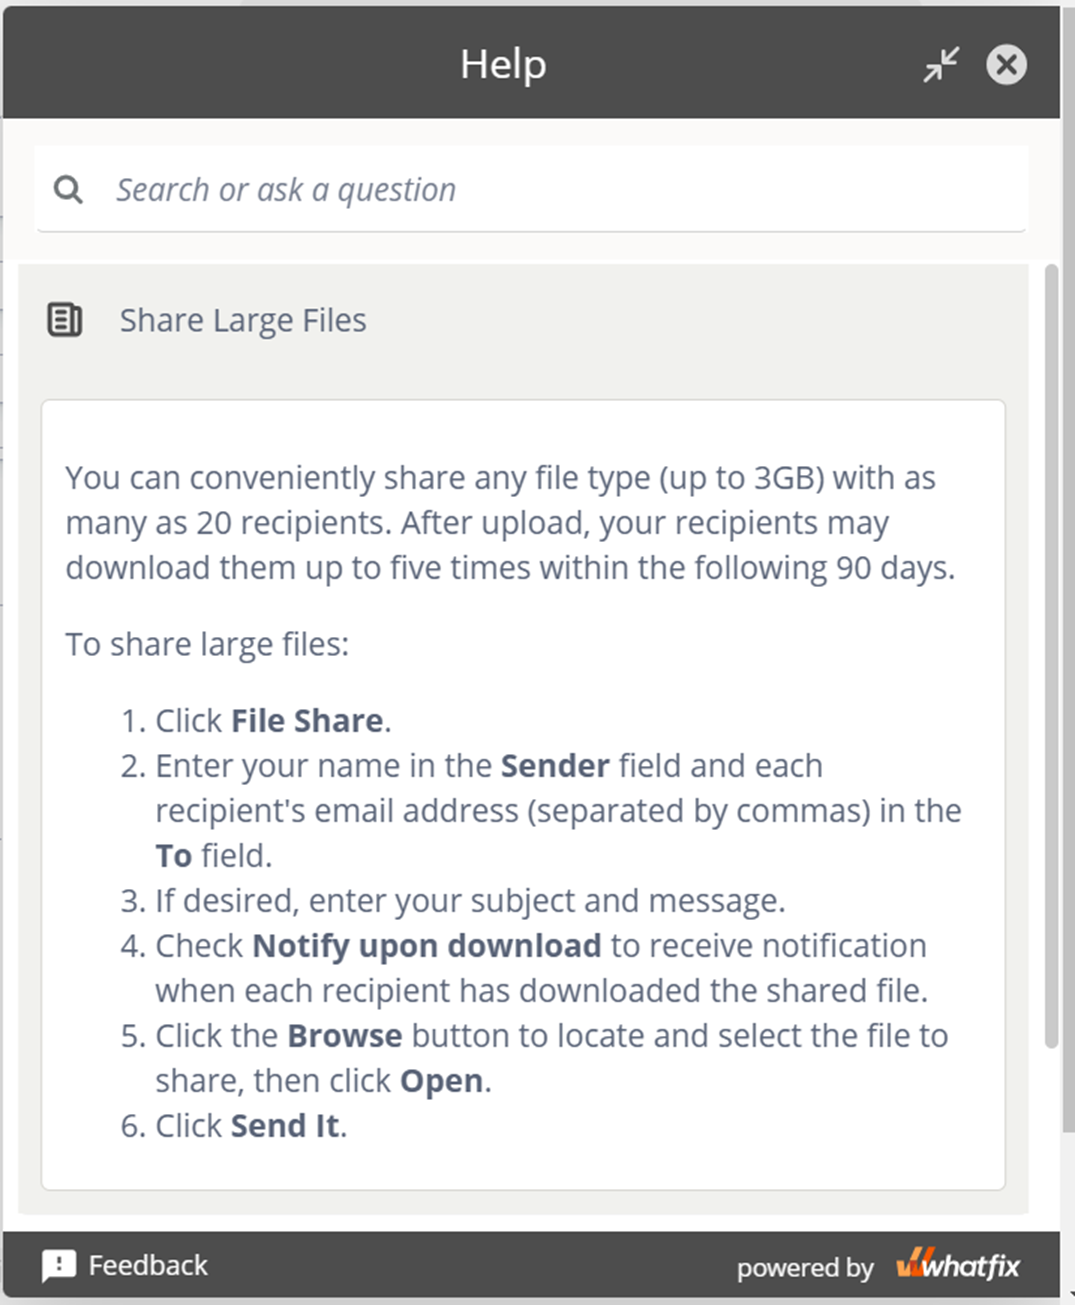 Help
Search or ask a question
Share Large Files
You can conveniently share any file type (up to 3GB) with as
many as 20 recipients. After upload, your recipients may
download them up to five times within the following 90 days.
To share large files:
1. Click File Share.
2. Enter your name in the Sender field and each
recipient's email address (separated by commas) in the
To field.
3. If desired, enter your subject and message.
4. Check Notify upon download to receive notification
when each recipient has downloaded the shared file.
5. Click the Browse button to locate and select the file to
share, then click Open.
6. Click Send It.
Feedback
powered by whatfix